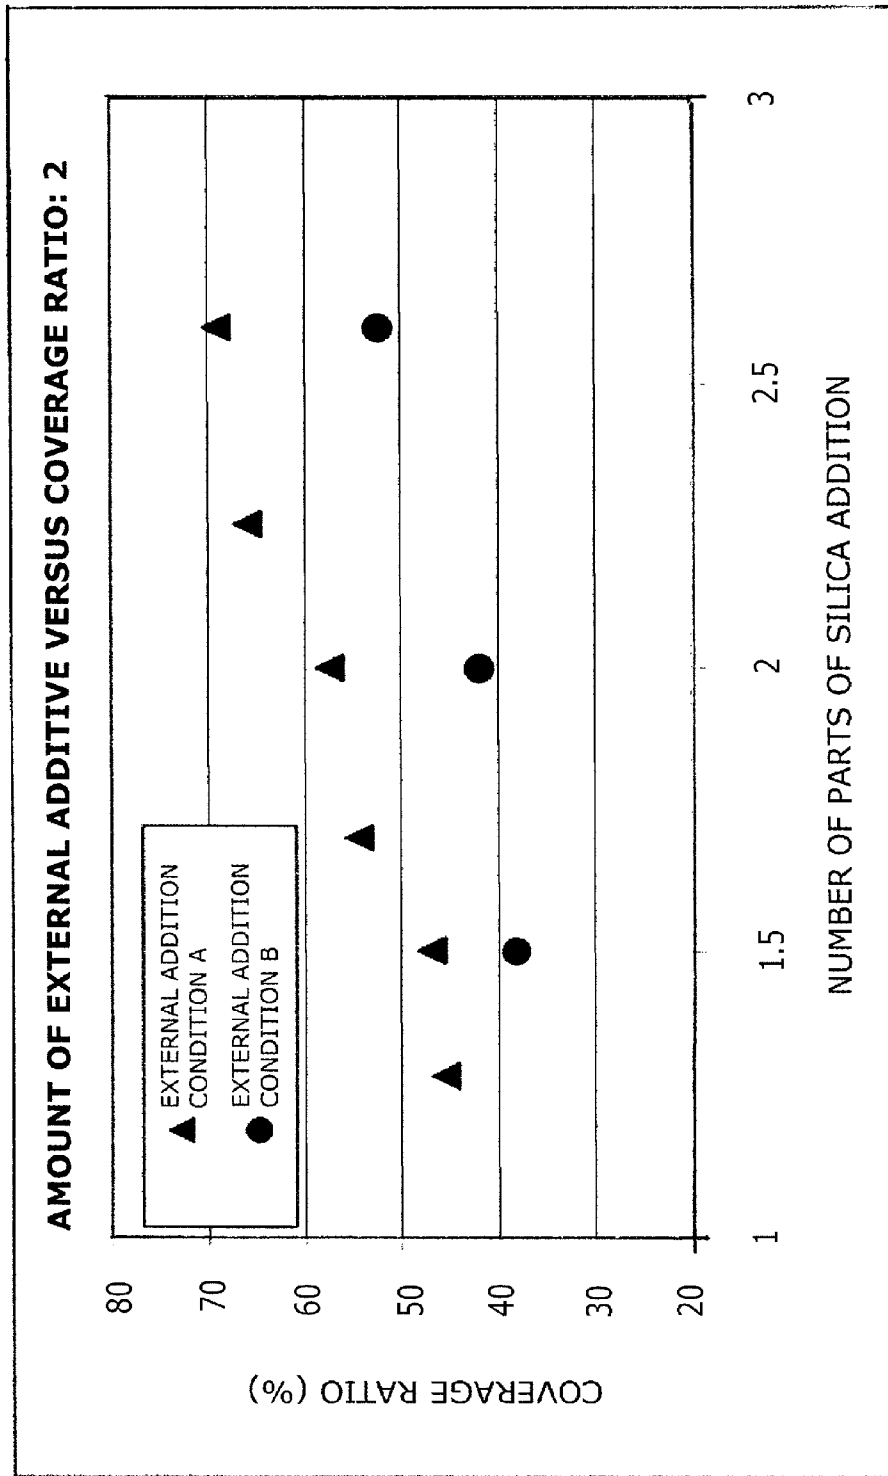 AMOUNT OF EXTERNAL ADDITIVE VERSUS COVERAGE RATIO: 2
EXTERNAL ADDITION
CONDITION A
EXTERNAL ADDITION
CONDITION B
COVERAGE RATIO (%)
80
70
60
50
40
30
20
1
1.5
2
2.5
3
NUMBER OF PARTS OF SILICA ADDITION